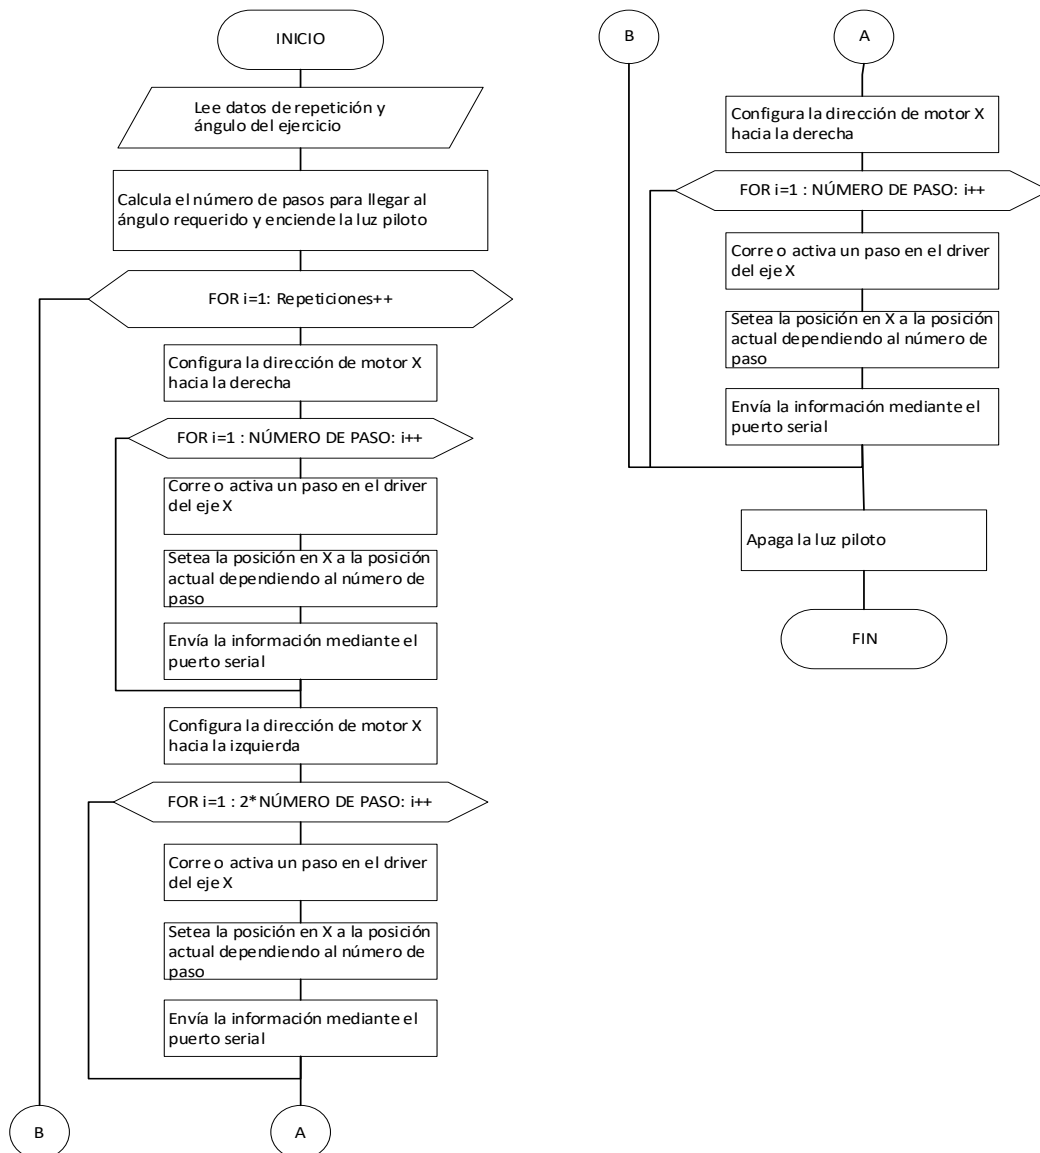 INICIO
Lee datos de repetición y
ángulo del ejercicio
Calcula el número de pasos para llegar al
ángulo requerido y enciende la luz piloto
FOR i=1: Repeticiones++
Configura la dirección de motor X
hacia la derecha
FOR i=1 : NÚMERO DE PASO: i++
Corre o activa un paso en el driver
del eje X
Setea la posición en X a la posición
actual dependiendo al número de
paso
Envía la información mediante el
puerto serial
Configura la dirección de motor X
hacia la izquierda
FOR i=1 : 2*NÚMERO DE PASO: i++
Corre o activa un paso en el driver
del eje X
Setea la posición en X a la posición
actual dependiendo al número de
paso
Envía la información mediante el
puerto serial
B
A
B
A
Configura la dirección de motor X
hacia la derecha
FOR i=1 : NÚMERO DE PASO: i++
Corre o activa un paso en el driver
del eje X
Setea la posición en X a la posición
actual dependiendo al número de
paso
Envía la información mediante el
puerto serial
Apaga la luz piloto
FIN